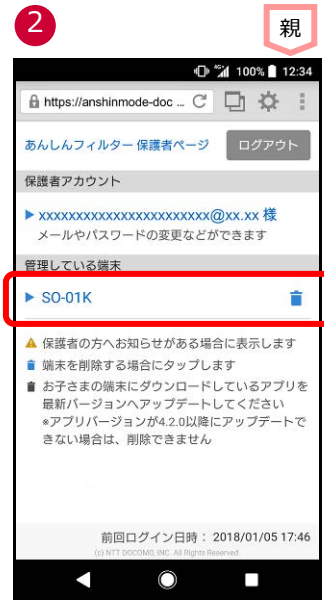 2
親
4G 100% 12:34
https://anshinmode-doc ...
あんしんフィルター 保護者ページ
ログアウト
保護者アカウント
▶ xxxxxxxxxxxxxxxxxxxxxxx@xx.xx 様
メールやパスワードの変更などができます
管理している端末
▶ SO-01K
保護者の方へお知らせがある場合に表示します
端末を削除する場合にタップします
お子さまの端末にダウンロードしているアプリを
最新バージョンへアップデートしてください
※アプリバージョンが4.2.0以降にアップデートで
きない場合は、削除できません
前回ログイン日時： 2018/01/05 17:46
(c) NTT DOCOMO, INC. All Rights Reserved.